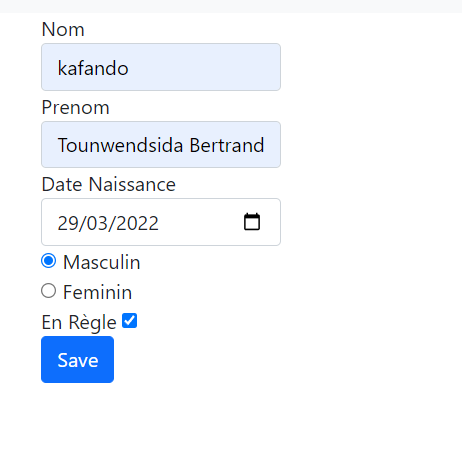 Nom
kafando
Prenom
Tounwendsida Bertrand
Date Naissance
29/03/2022
Masculin
Feminin
En Règle
Save